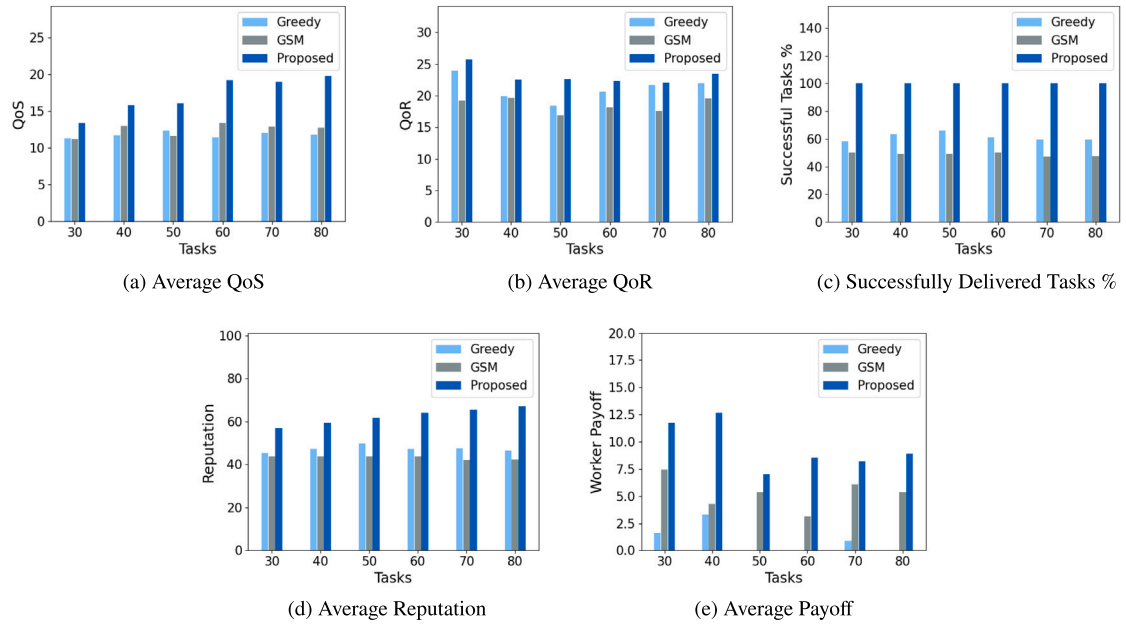 Greedy
GSM
Proposed
25
20
15
10
5
0
QoS
30 40 50 60 70 80
Tasks
(a) Average QoS
Greedy
GSM
Proposed
30
25
20
15
10
5
0
QoR
30 40 50 60 70 80
Tasks
(b) Average QoR
Greedy
GSM
Proposed
140
120
100
80
60
40
20
0
Successful Tasks %
30 40 50 60 70 80
Tasks
(c) Successfully Delivered Tasks %
Greedy
GSM
Proposed
100
80
60
40
20
0
Reputation
30 40 50 60 70 80
Tasks
(d) Average Reputation
Greedy
GSM
Proposed
20.0
17.5
15.0
12.5
10.0
7.5
5.0
2.5
0.0
Worker Payoff
30 40 50 60 70 80
Tasks
(e) Average Payoff